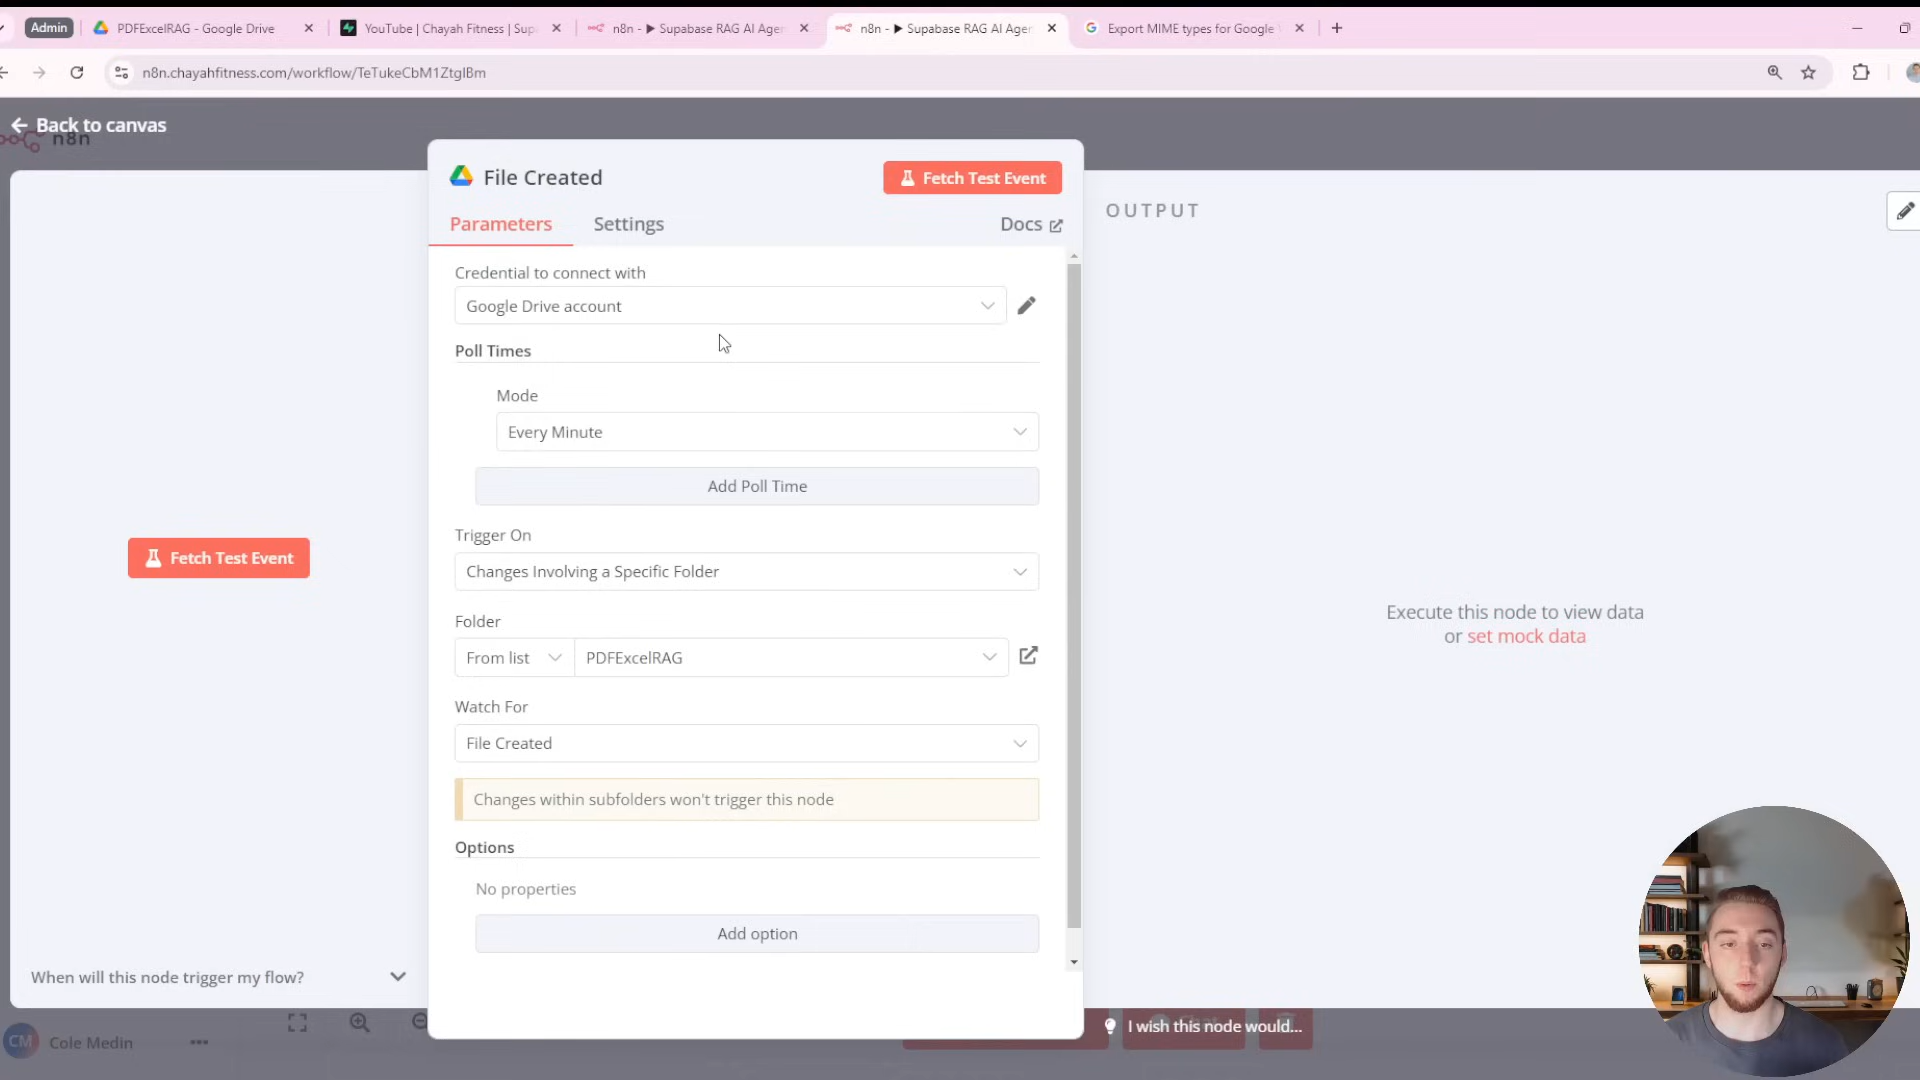 Admin
PDFExcelRAG - Google Drive
YouTube | Chayah Fitness | Sup
n8n - ▶ Supabase RAG AI Agen
n8n - ▶ Supabase RAG AI Agen
Export MIME types for Google
n8n.chayahfitness.com/workflow/TeTukeCbM1ZtgIBm
Back to canvas
n8n
File Created
Fetch Test Event
Parameters
Settings
Docs
OUTPUT
Credential to connect with
Google Drive account
Poll Times
Mode
Every Minute
Add Poll Time
Trigger On
Changes Involving a Specific Folder
Fetch Test Event
Folder
From list
PDFExcelRAG
Execute this node to view data
or set mock data
Watch For
File Created
Changes within subfolders won't trigger this node
Options
No properties
Add option
When will this node trigger my flow?
I wish this node would...
CM
Cole Medin